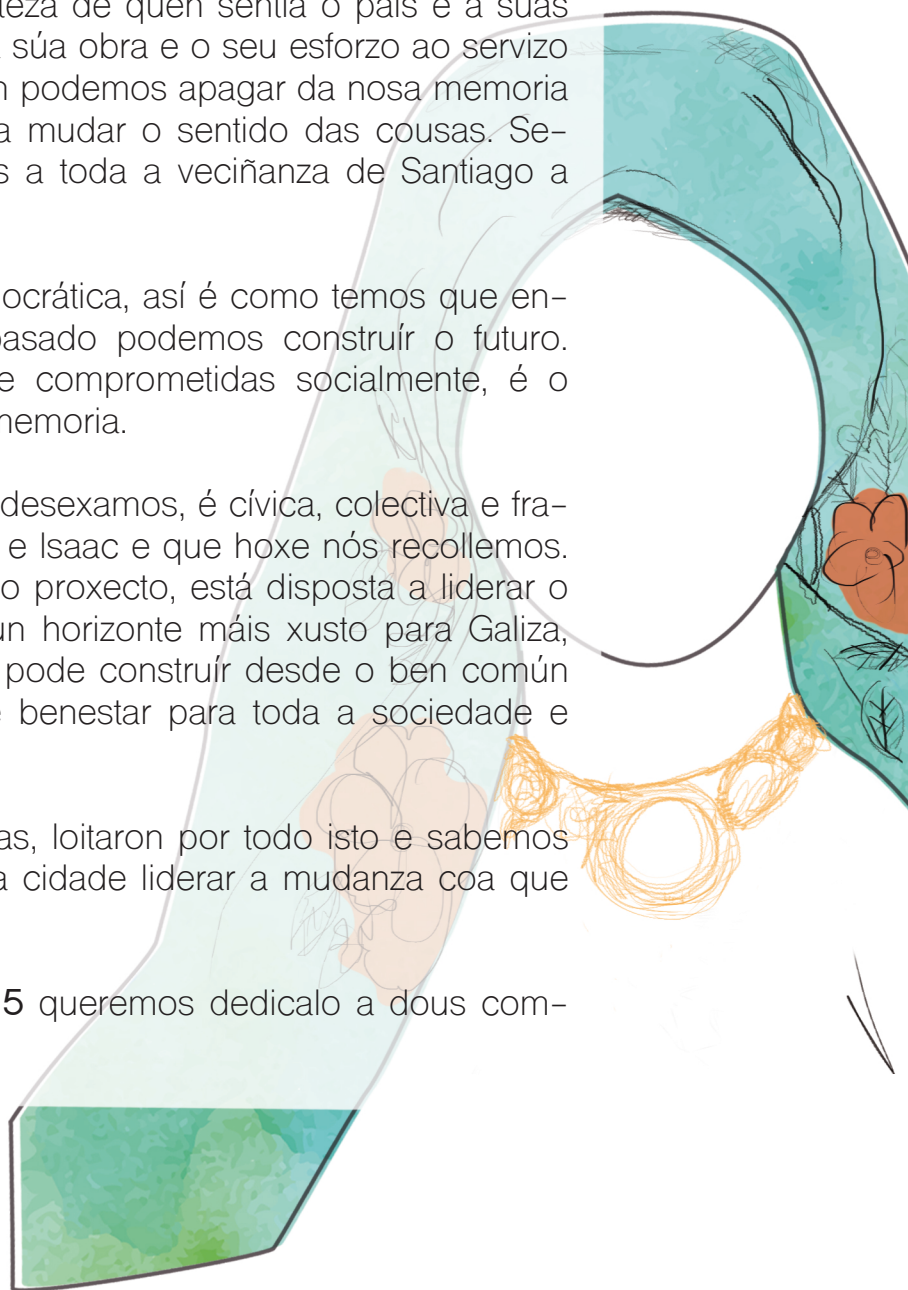 teza de quen sentía o país e a súas
súa obra e o seu esforzo ao servizo
podemos apagar da nosa memoria
a mudar o sentido das cousas. Se-
s a toda a veciñanza de Santiago a
ocrática, así é como temos que en-
pasado podemos construír o futuro.
e comprometidas socialmente, é o
memoria.
desexamos, é cívica, colectiva e fra-
e Isaac e que hoxe nós recollemos.
o proxecto, está disposta a liderar o
un horizonte máis xusto para Galiza,
pode construír desde o ben común
e benestar para toda a sociedade e
as, loitaron por todo isto e sabemos
a cidade liderar a mudanza coa que
5 queremos dedicalo a dous com-